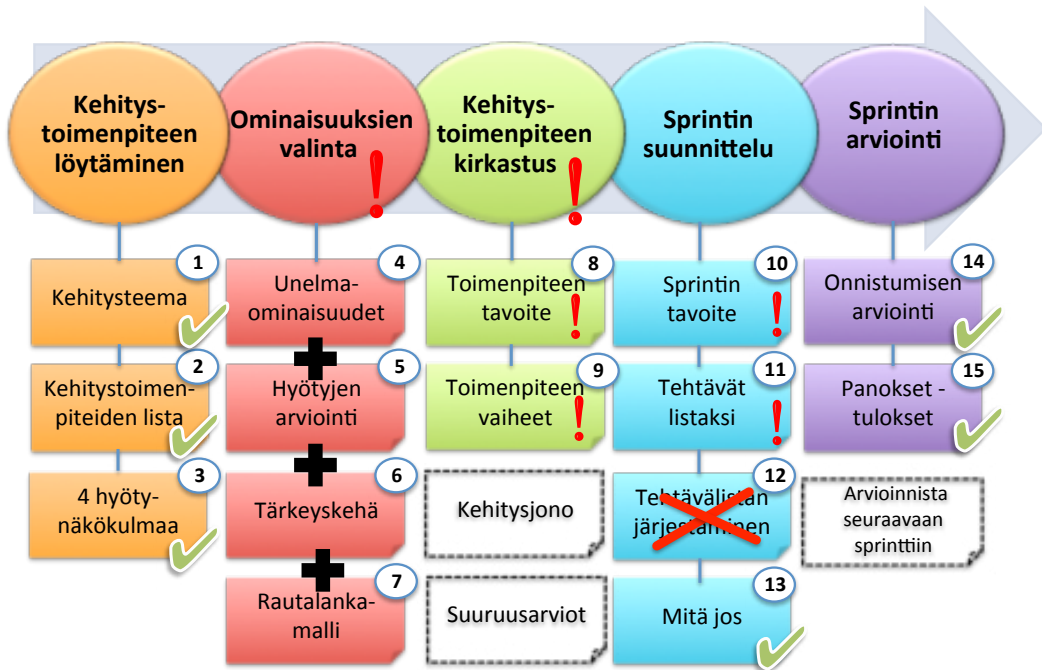 Kehitys-
toimenpiteen
löytäminen
Ominaisuuksien
valinta
!
Kehitys-
toimenpiteen
kirkastus
!
Sprintin
suunnittelu
Sprintin
arviointi
1
Kehitysteema
2
Kehitystoimen-
piteiden lista
3
4 hyöty-
näkökulmaa
4
Unelma-
ominaisuudet
5
Hyötyjen
arviointi
6
Tärkeyskehä
7
Rautalanka-
malli
8
Toimenpiteen
tavoite
!
9
Toimenpiteen
vaiheet
!
Kehitysjono
Suuruusarviot
10
Sprintin
tavoite
!
11
Tehtävät
listaksi
!
12
Tehtävälistan
järjestäminen
13
Mitä jos
14
Onnistumisen
arviointi
15
Panokset -
tulokset
Arvioinnista
seuraavaan
sprinttiin